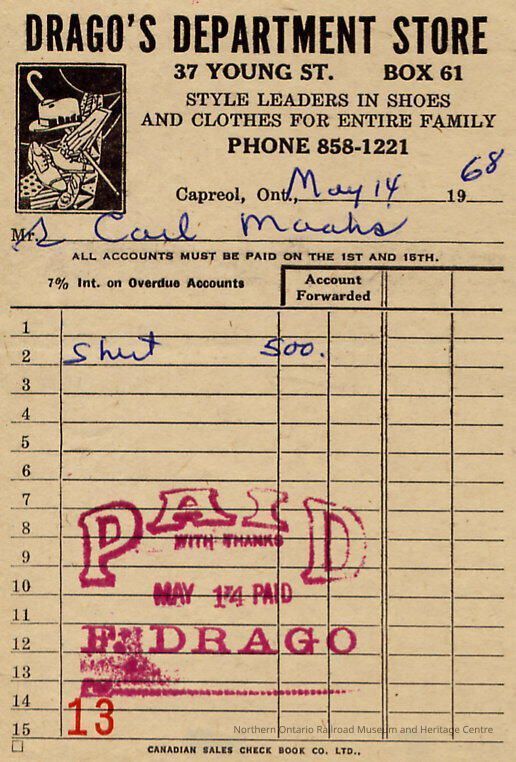 DRAGO'S DEPARTMENT STORE
37 YOUNG ST. BOX 61
STYLE LEADERS IN SHOES
AND CLOTHES FOR ENTIRE FAMILY
PHONE 858-1221
Capreol, Ont., May 14 1968
Mr. Carl Maahs
ALL ACCOUNTS MUST BE PAID ON THE 1ST AND 15TH.
7% Int. on Overdue Accounts
Account
Forwarded
1
2 Shirt 500.
3
4
5
6
7
8
9
10
11
12
13
14
15
PAID
WITH THANKS
MAY 14 PAID
F. DRAGO
13
Northern Ontario Railroad Museum and Heritage Centre
CANADIAN SALES CHECK BOOK CO. LTD.,